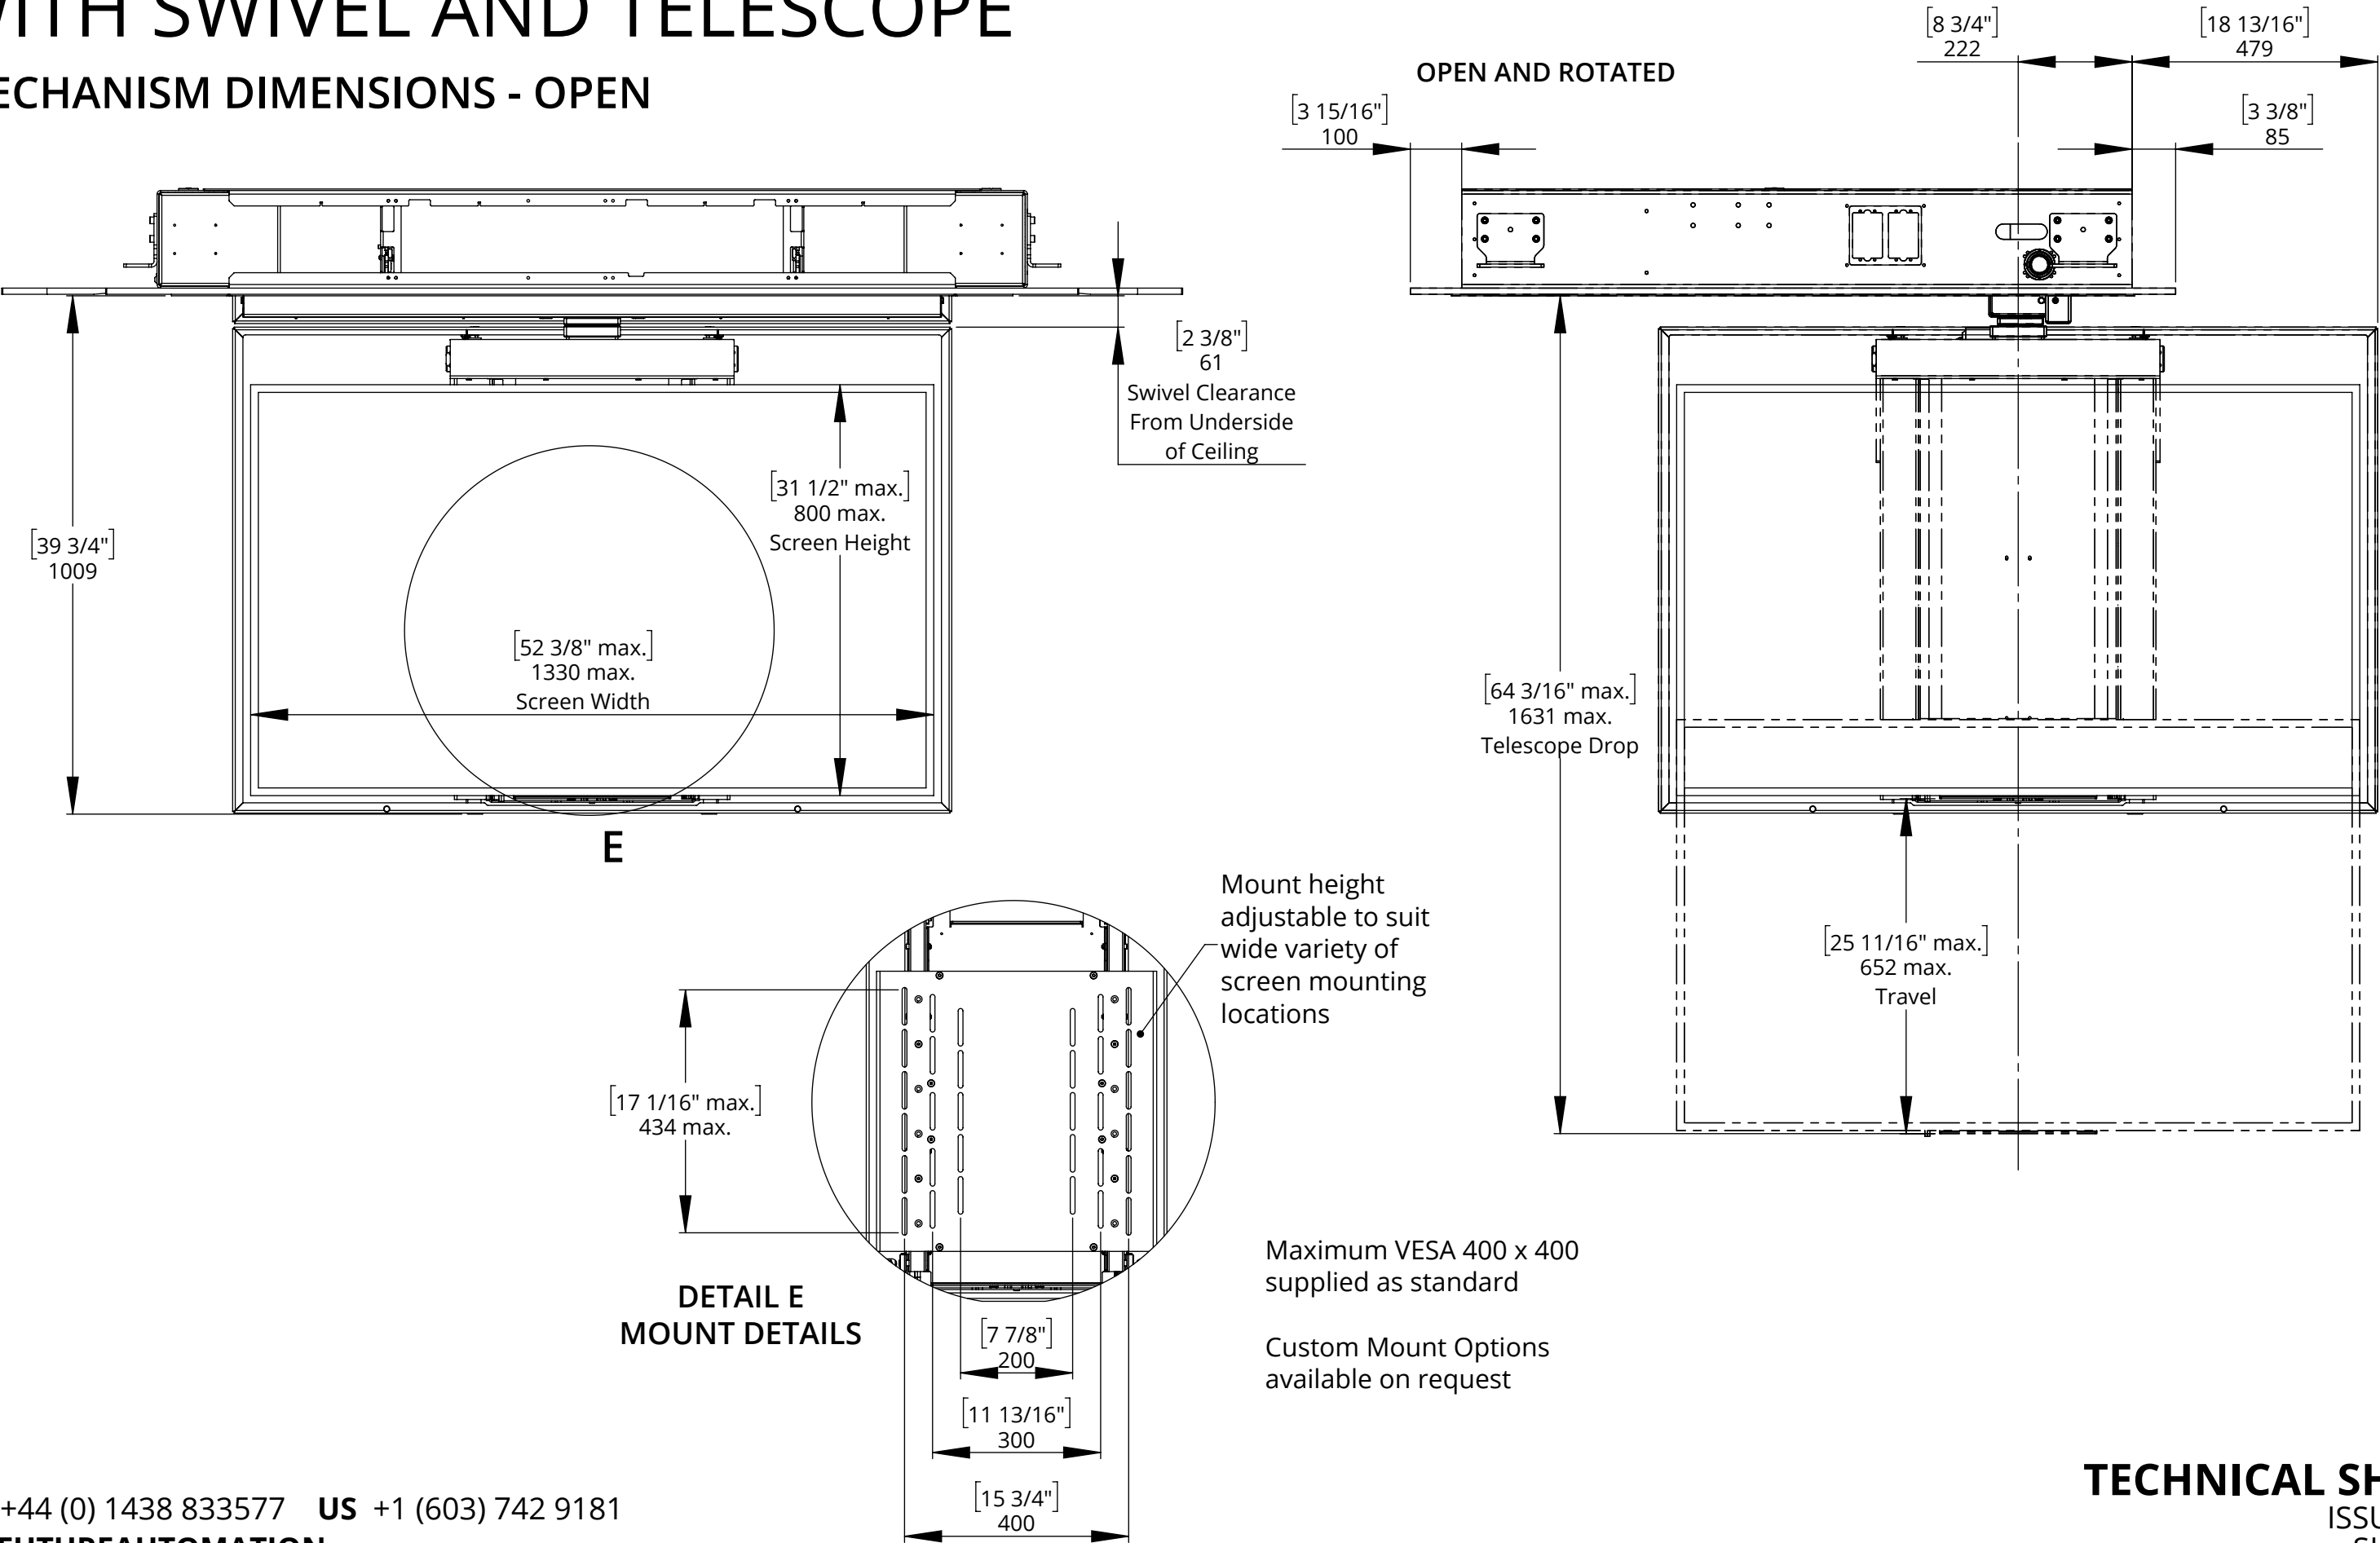 WITH SWIVEL AND TELESCOPE
MECHANISM DIMENSIONS - OPEN
OPEN AND ROTATED
[8 3/4"]
222
[18 13/16"]
479
[3 15/16"]
100
[3 3/8"]
85
[2 3/8"]
61
Swivel Clearance
From Underside
of Ceiling
[39 3/4"]
1009
[31 1/2" max.]
800 max.
Screen Height
[52 3/8" max.]
1330 max.
Screen Width
E
[64 3/16" max.]
1631 max.
Telescope Drop
[25 11/16" max.]
652 max.
Travel
Mount height
adjustable to suit
wide variety of
screen mounting
locations
[17 1/16" max.]
434 max.
DETAIL E
MOUNT DETAILS
[7 7/8"]
200
[11 13/16"]
300
[15 3/4"]
400
Maximum VESA 400 x 400
supplied as standard
Custom Mount Options
available on request
+44 (0) 1438 833577 US +1 (603) 742 9181
FUTUREAUTOMATION
TECHNICAL SH
ISSU